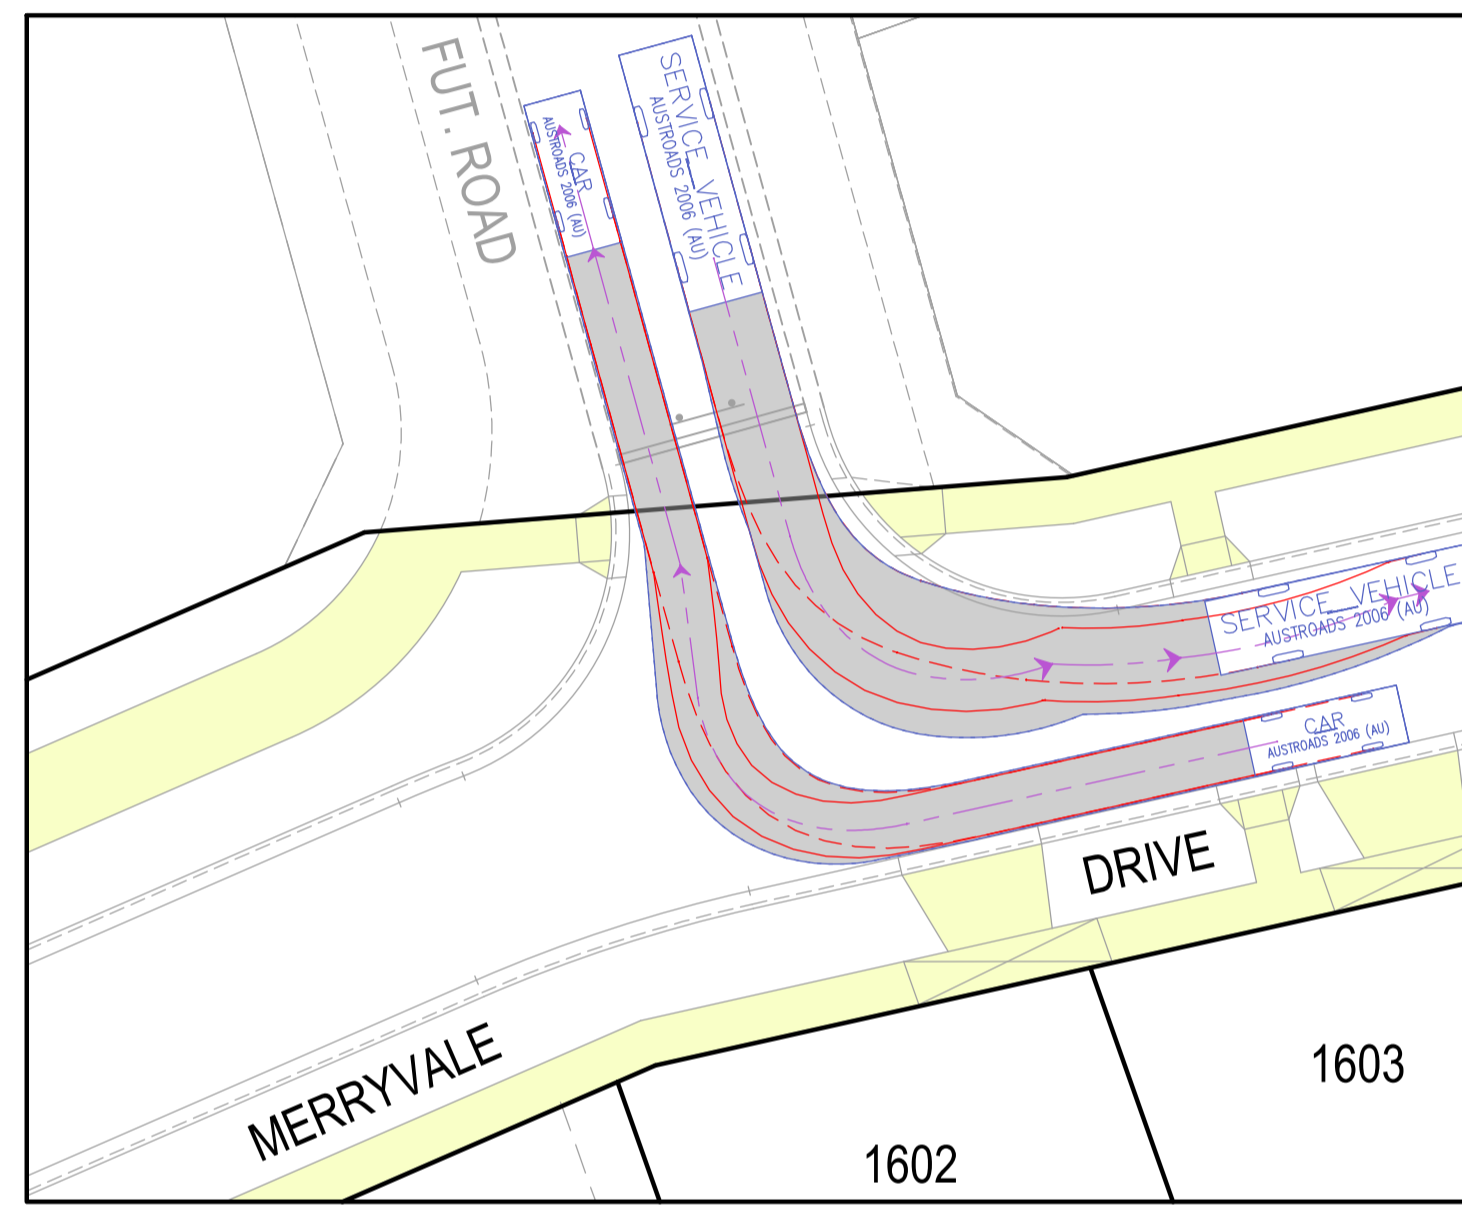 FUT. ROAD
CAR
AUSTROADS 2006 (AU)
SERVICE VEHICLE
AUSTROADS 2006 (AU)
SERVICE VEHICLE
AUSTROADS 2006 (AU)
CAR
AUSTROADS 2006 (AU)
DRIVE
MERRYVALE
1603
1602